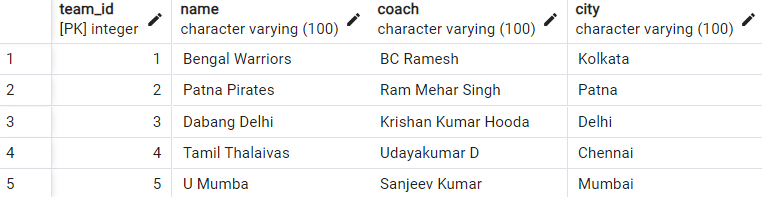 team_id name coach city
[PK] integer character varying (100) character varying (100) character varying (100)
1 1 Bengal Warriors BC Ramesh Kolkata
2 2 Patna Pirates Ram Mehar Singh Patna
3 3 Dabang Delhi Krishan Kumar Hooda Delhi
4 4 Tamil Thalaivas Udayakumar D Chennai
5 5 U Mumba Sanjeev Kumar Mumbai